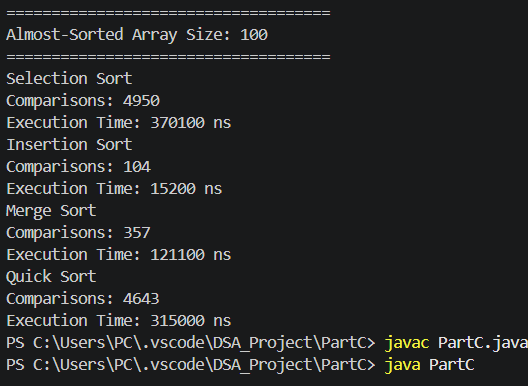 ====================================
Almost-Sorted Array Size: 100
====================================
Selection Sort
Comparisons: 4950
Execution Time: 370100 ns
Insertion Sort
Comparisons: 104
Execution Time: 15200 ns
Merge Sort
Comparisons: 357
Execution Time: 121100 ns
Quick Sort
Comparisons: 4643
Execution Time: 315000 ns
PS C:\Users\PC\.vscode\DSA_Project\PartC> javac PartC.java
PS C:\Users\PC\.vscode\DSA_Project\PartC> java PartC